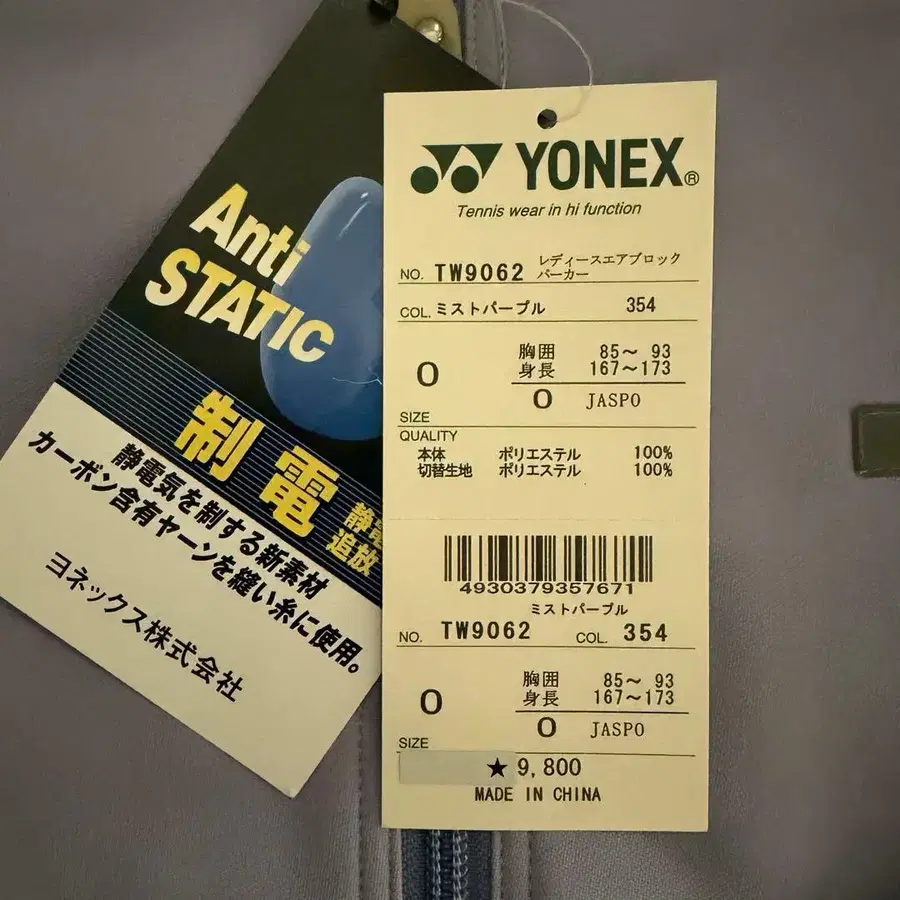 Anti
STATIC
制電
静電
追放
静電気を制する新素材
カーボン含有ヤーンを縫い糸に使用。
ヨネックス株式会社
YONEX®
Tennis wear in hi function
NO. TW9062 レディースエアブロック
パーカー
COL. ミストパープル 354
胸囲 85～ 93
O 身長 167～173
O JASPO
SIZE
QUALITY
本体 ポリエステル 100%
切替生地 ポリエステル 100%
4930379357671
ミストパープル
NO. TW9062 COL. 354
胸囲 85～ 93
O 身長 167～173
O JASPO
SIZE
★ 9,800
MADE IN CHINA